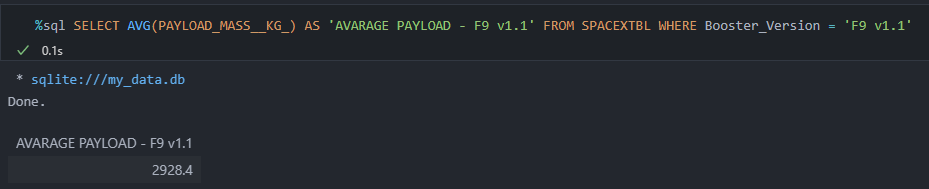 %sql SELECT AVG(PAYLOAD_MASS__KG_) AS 'AVARAGE PAYLOAD - F9 v1.1' FROM SPACEXTBL WHERE Booster_Version = 'F9 v1.1'
✓ 0.1s
* sqlite:///my_data.db
Done.
AVARAGE PAYLOAD - F9 v1.1
2928.4